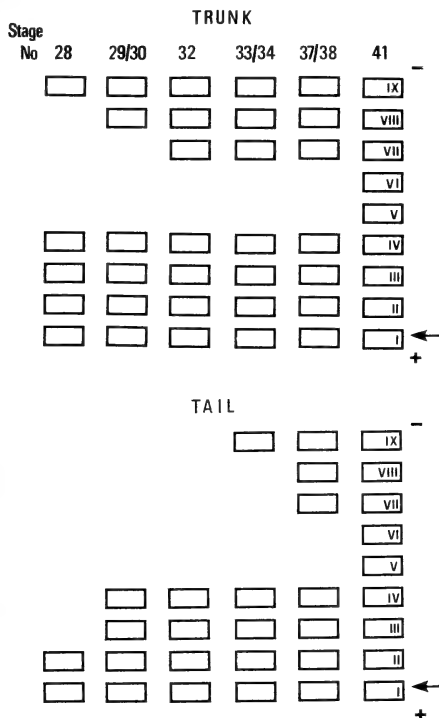 TRUNK
Stage
No 28 29/30 32 33/34 37/38 41
–
IX
VIII
VII
VI
V
IV
III
II
I
+
TAIL
–
IX
VIII
VII
VI
V
IV
III
II
I
+